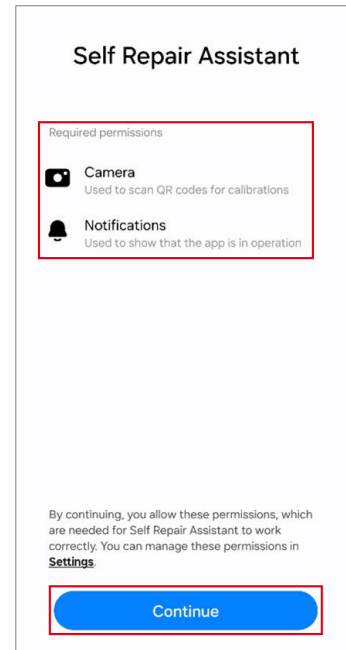 Self Repair Assistant
Required permissions
Camera
Used to scan QR codes for calibrations
Notifications
Used to show that the app is in operation
By continuing, you allow these permissions, which
are needed for Self Repair Assistant to work
correctly. You can manage these permissions in
Settings.
Continue